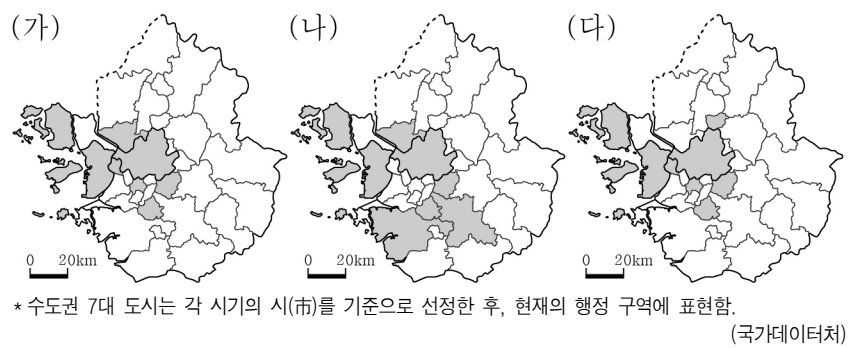 (가) (나) (다)
0 20km 0 20km 0 20km
* 수도권 7대 도시는 각 시기의 시(市)를 기준으로 선정한 후, 현재의 행정 구역에 표현함.
(국가데이터처)